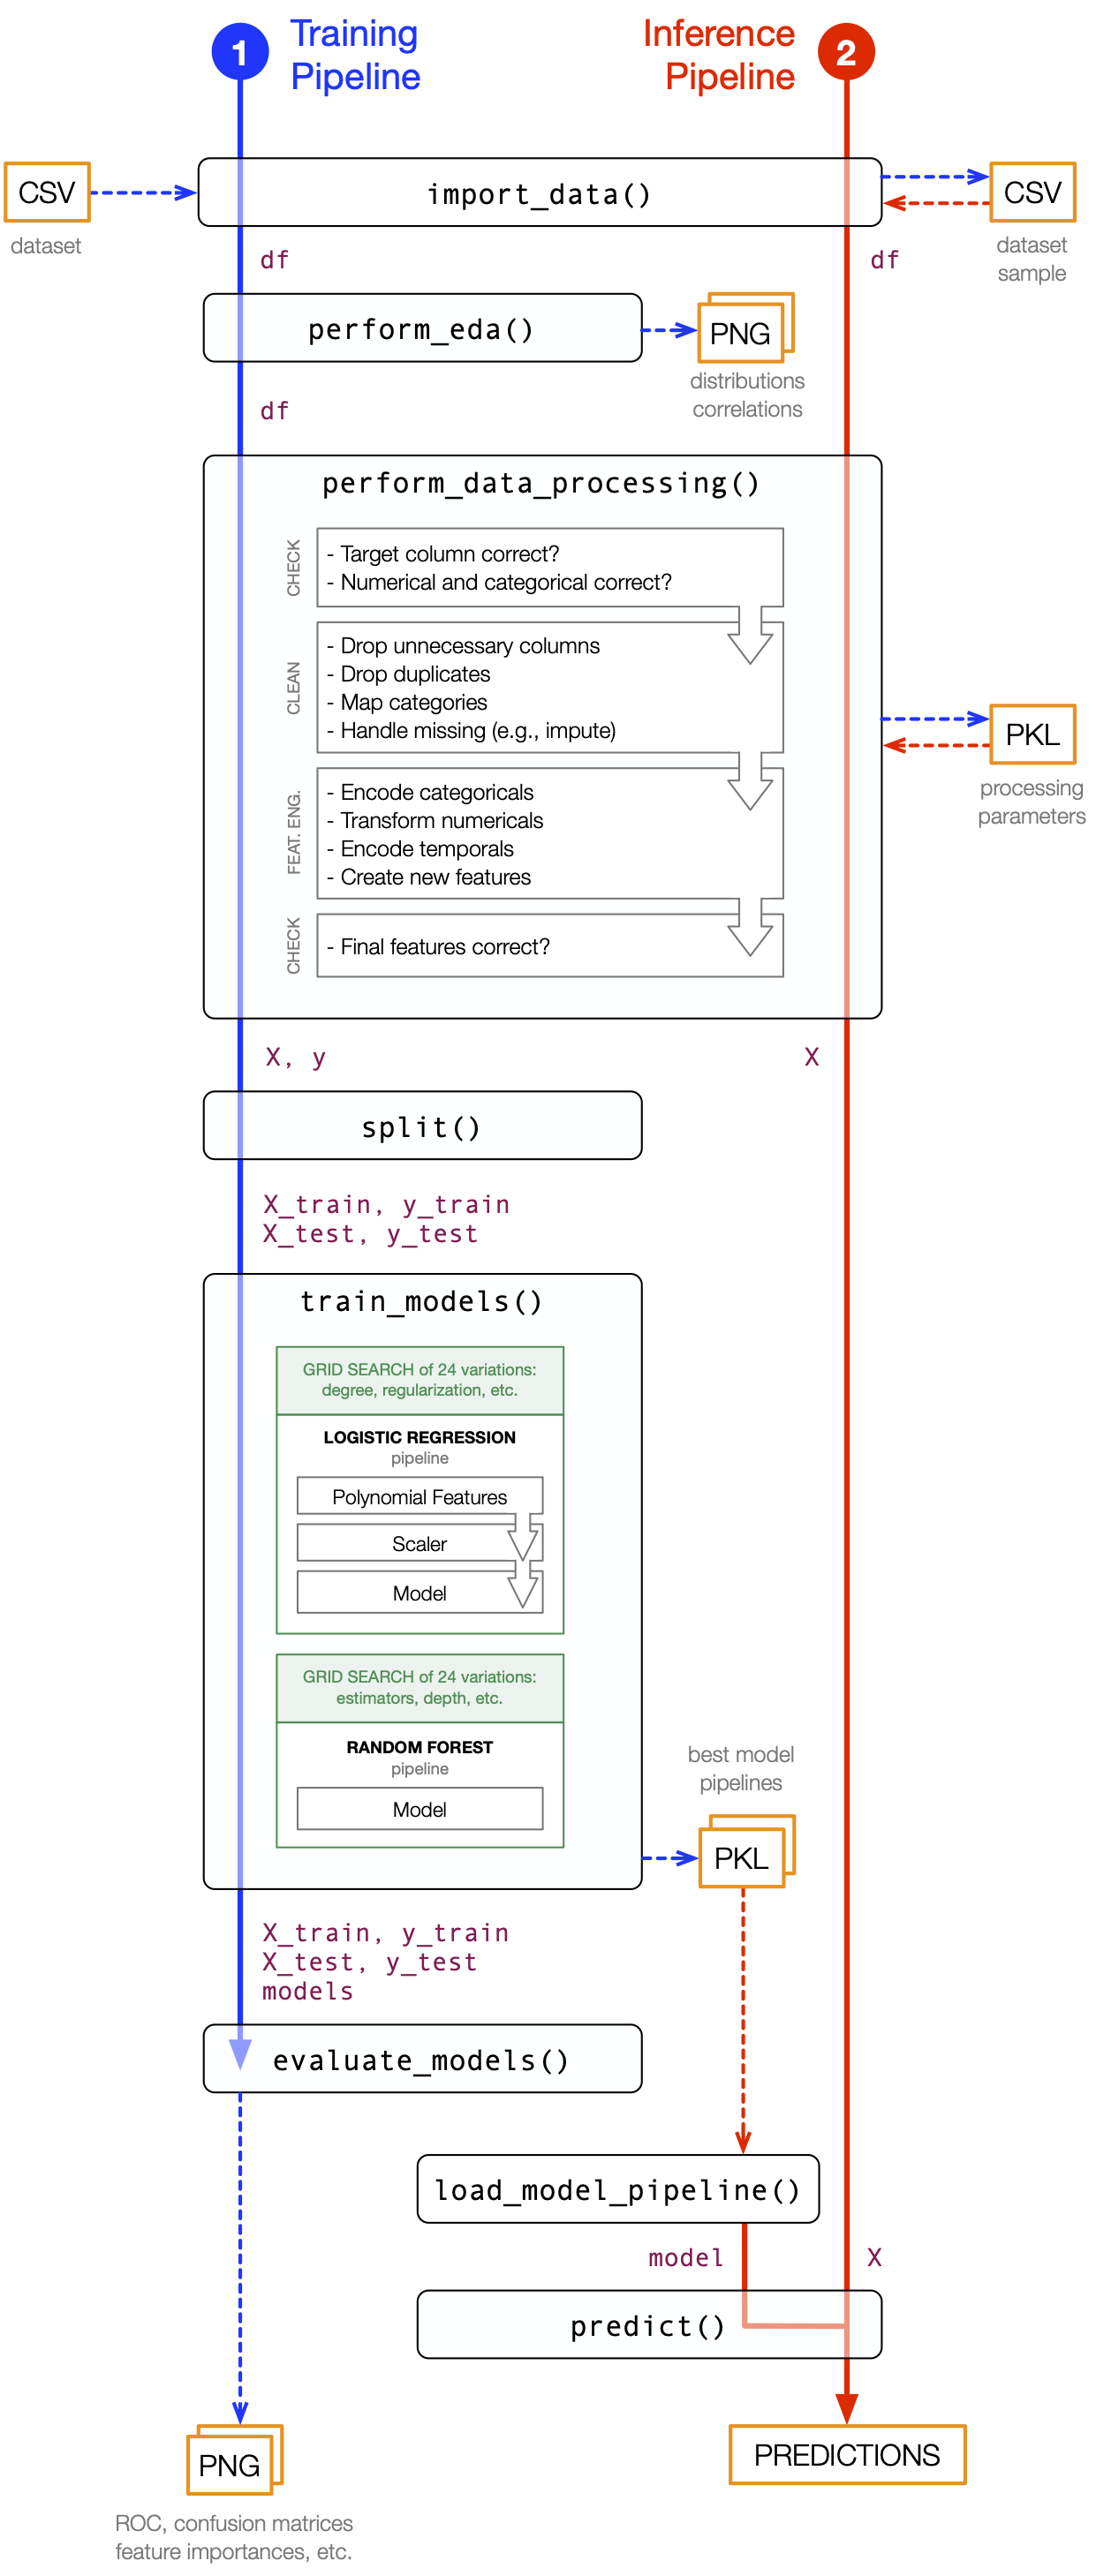 1
Training
Pipeline
Inference
Pipeline
2
CSV
dataset
import_data()
CSV
dataset
sample
df
df
perform_eda()
PNG
distributions
correlations
df
perform_data_processing()
CHECK
- Target column correct?
- Numerical and categorical correct?
CLEAN
- Drop unnecessary columns
- Drop duplicates
- Map categories
- Handle missing (e.g., impute)
PKL
processing
parameters
FEAT. ENG.
- Encode categoricals
- Transform numericals
- Encode temporals
- Create new features
CHECK
- Final features correct?
X, y
X
split()
X_train, y_train
X_test, y_test
train_models()
GRID SEARCH of 24 variations:
degree, regularization, etc.
LOGISTIC REGRESSION
pipeline
Polynomial Features
Scaler
Model
GRID SEARCH of 24 variations:
estimators, depth, etc.
RANDOM FOREST
pipeline
Model
best model
pipelines
PKL
X_train, y_train
X_test, y_test
models
evaluate_models()
load_model_pipeline()
model
X
predict()
PNG
ROC, confusion matrices
feature importances, etc.
PREDICTIONS